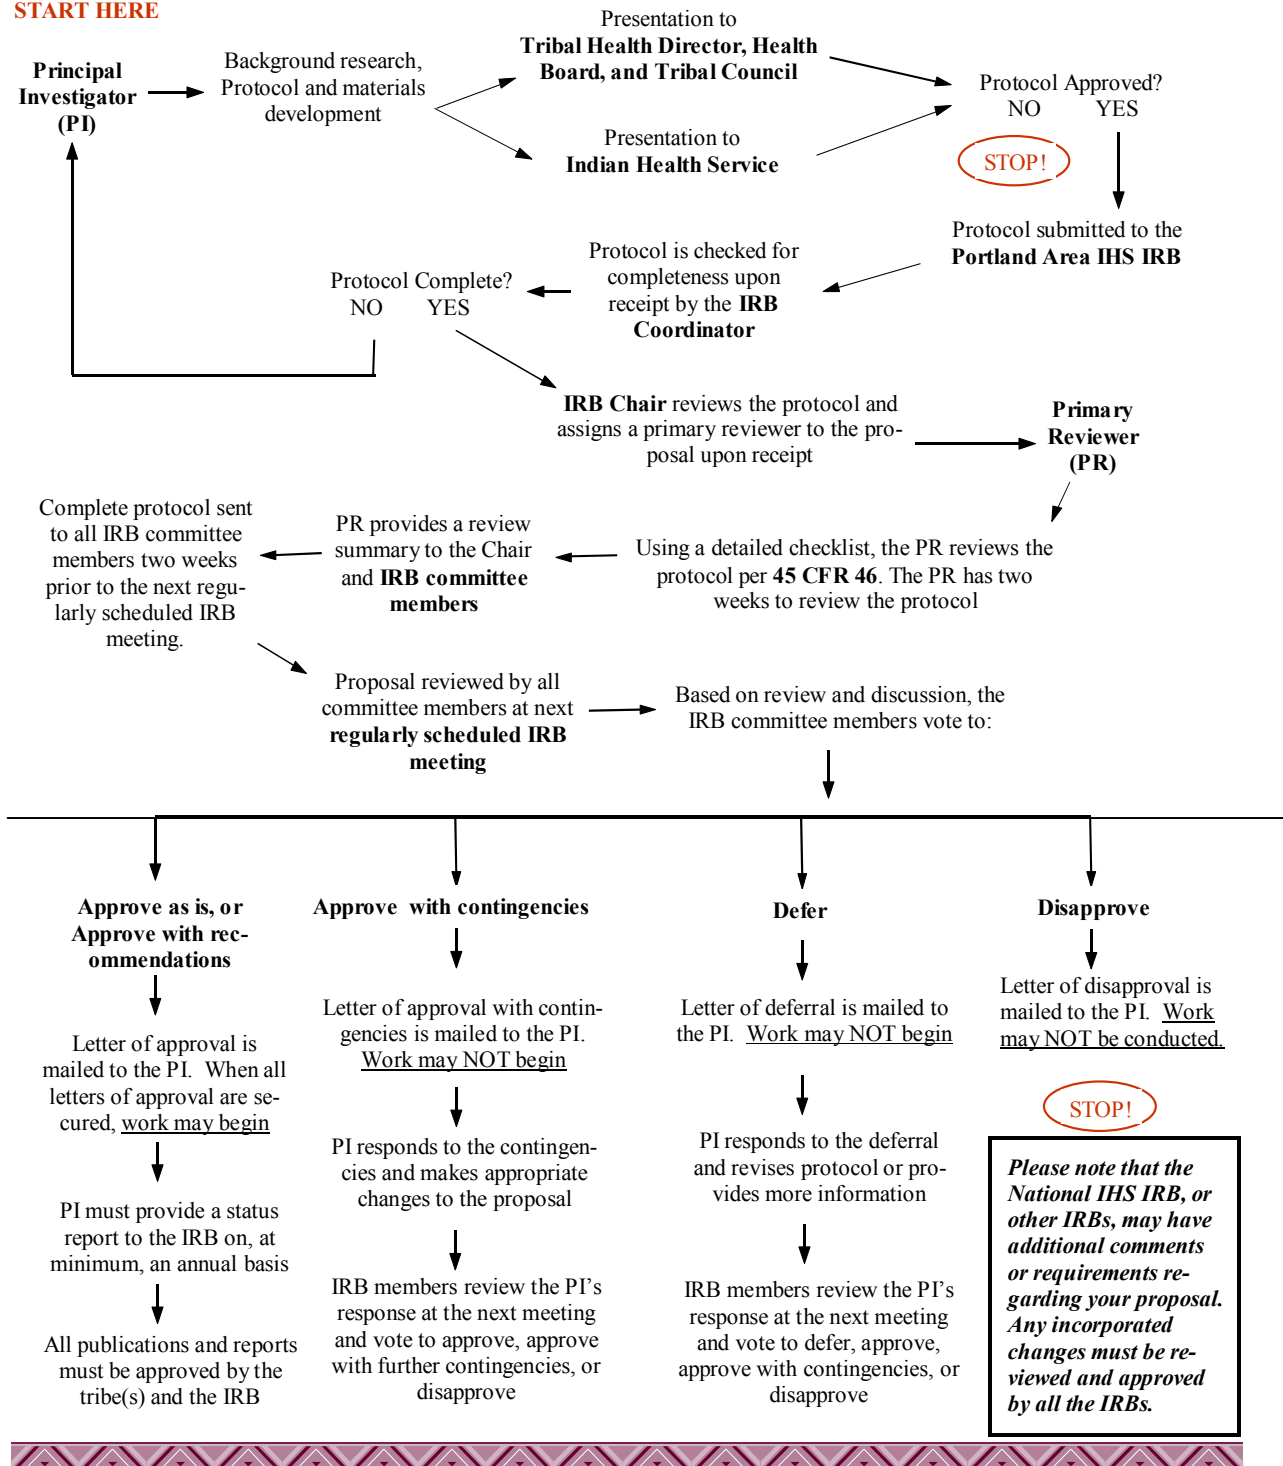 START HERE
Principal
Investigator
(PI)
Background research,
Protocol and materials
development
Presentation to
Tribal Health Director, Health
Board, and Tribal Council
Presentation to
Indian Health Service
Protocol Approved?
NO YES
STOP!
Protocol submitted to the
Portland Area IHS IRB
Protocol is checked for
completeness upon
receipt by the IRB
Coordinator
Protocol Complete?
NO YES
IRB Chair reviews the protocol and
assigns a primary reviewer to the pro-
posal upon receipt
Primary
Reviewer
(PR)
Using a detailed checklist, the PR reviews the
protocol per 45 CFR 46. The PR has two
weeks to review the protocol
PR provides a review
summary to the Chair
and IRB committee
members
Complete protocol sent
to all IRB committee
members two weeks
prior to the next regu-
larly scheduled IRB
meeting.
Proposal reviewed by all
committee members at next
regularly scheduled IRB
meeting
Based on review and discussion, the
IRB committee members vote to:
Approve as is, or
Approve with rec-
ommendations
Letter of approval is
mailed to the PI. When all
letters of approval are se-
cured, work may begin
PI must provide a status
report to the IRB on, at
minimum, an annual basis
All publications and reports
must be approved by the
tribe(s) and the IRB
Approve with contingencies
Letter of approval with contin-
gencies is mailed to the PI.
Work may NOT begin
PI responds to the contingen-
cies and makes appropriate
changes to the proposal
IRB members review the PI’s
response at the next meeting
and vote to approve, approve
with further contingencies, or
disapprove
Defer
Letter of deferral is mailed to
the PI. Work may NOT begin
PI responds to the deferral
and revises protocol or pro-
vides more information
IRB members review the PI’s
response at the next meeting
and vote to defer, approve,
approve with contingencies, or
disapprove
Disapprove
Letter of disapproval is
mailed to the PI. Work
may NOT be conducted.
STOP!
Please note that the
National IHS IRB, or
other IRBs, may have
additional comments
or requirements re-
garding your proposal.
Any incorporated
changes must be re-
viewed and approved
by all the IRBs.